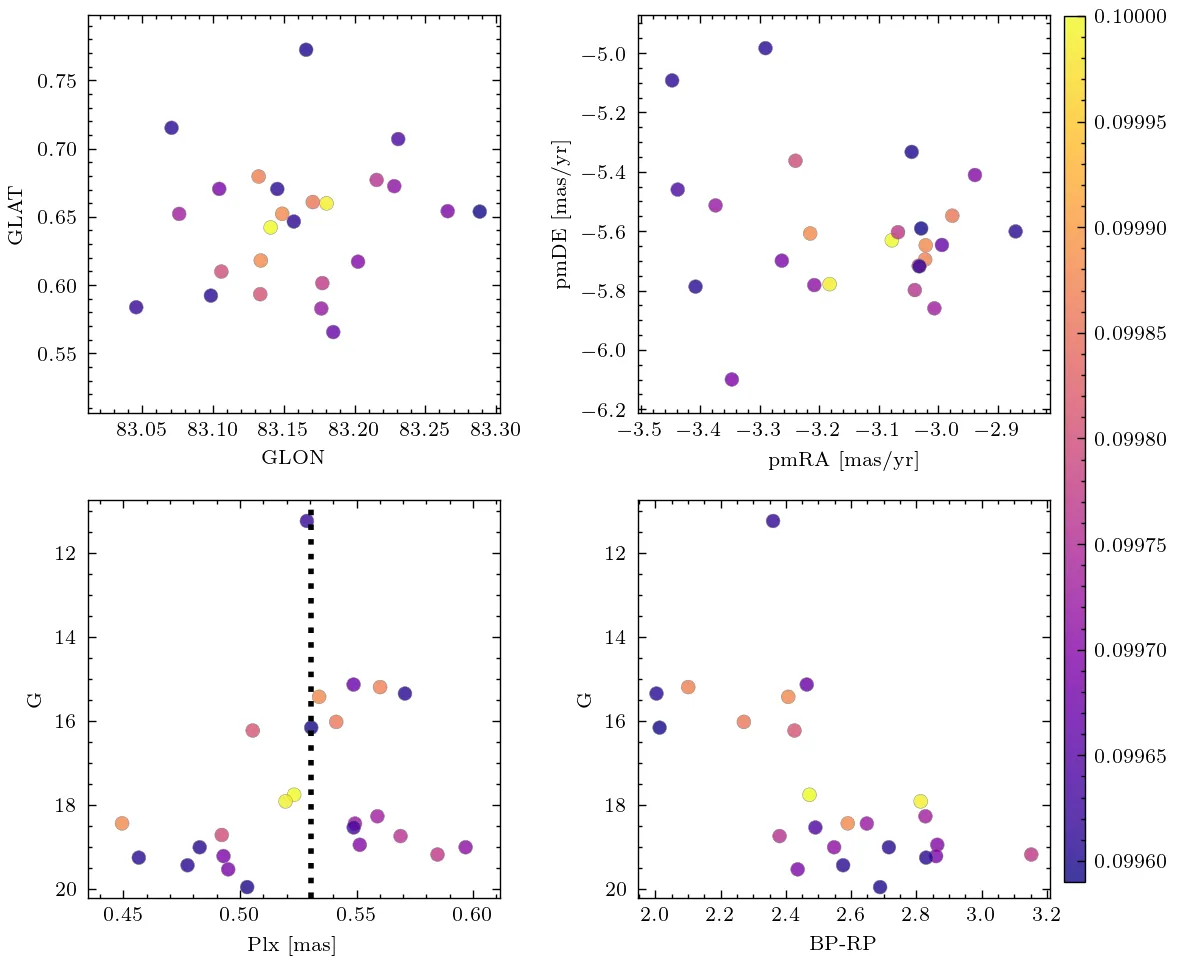 0.75
0.70
0.65
0.60
0.55
GLAT
83.05 83.10 83.15 83.20 83.25 83.30
GLON
−5.0
−5.2
−5.4
−5.6
−5.8
−6.0
−6.2
pmDE [mas/yr]
−3.5 −3.4 −3.3 −3.2 −3.1 −3.0 −2.9
pmRA [mas/yr]
12
14
16
18
20
G
0.45 0.50 0.55 0.60
Plx [mas]
12
14
16
18
20
G
2.0 2.2 2.4 2.6 2.8 3.0 3.2
BP-RP
0.10000
0.09995
0.09990
0.09985
0.09980
0.09975
0.09970
0.09965
0.09960